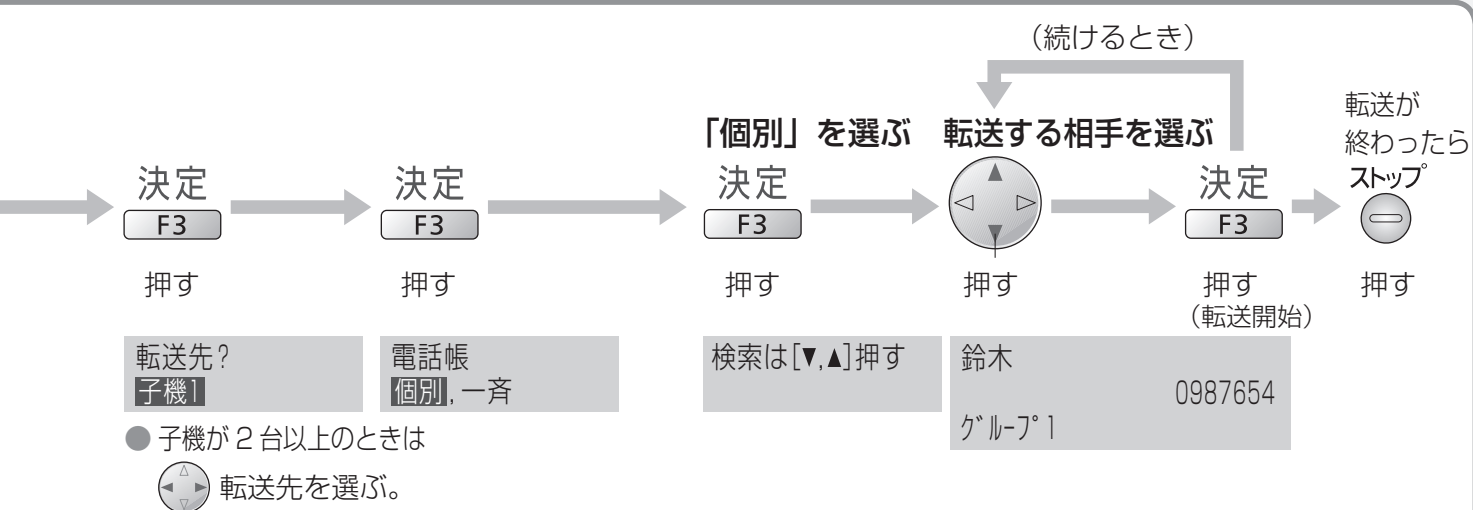 (続けるとき)
「個別」を選ぶ 転送する相手を選ぶ
転送が
終わったら
決定 決定 決定 決定 ストップ
F3 F3 F3 F3
押す 押す 押す 押す 押す 押す
(転送開始)
転送先?
子機1
電話帳
個別,一斉
検索は[▼,▲]押す
鈴木
0987654
グループ1
● 子機が2台以上のときは
転送先を選ぶ。